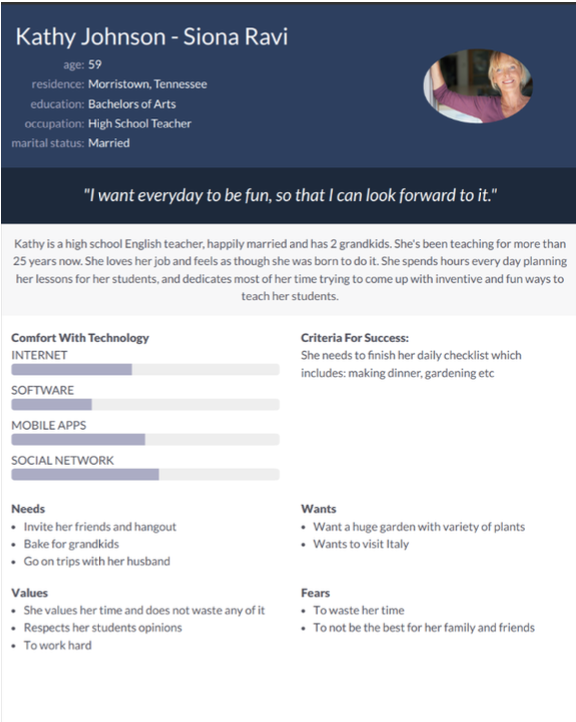 Kathy Johnson - Siona Ravi
age: 59
residence: Morristown, Tennessee
education: Bachelors of Arts
occupation: High School Teacher
marital status: Married
"I want everyday to be fun, so that I can look forward to it."
Kathy is a high school English teacher, happily married and has 2 grandkids. She's been teaching for more than
25 years now. She loves her job and feels as though she was born to do it. She spends hours every day planning
her lessons for her students, and dedicates most of her time trying to come up with inventive and fun ways to
teach her students.
Comfort With Technology
INTERNET
SOFTWARE
MOBILE APPS
SOCIAL NETWORK
Criteria For Success:
She needs to finish her daily checklist which
includes: making dinner, gardening etc
Needs
• Invite her friends and hangout
• Bake for grandkids
• Go on trips with her husband
Wants
• Want a huge garden with variety of plants
• Wants to visit Italy
Values
• She values her time and does not waste any of it
• Respects her students opinions
• To work hard
Fears
• To waste her time
• To not be the best for her family and friends